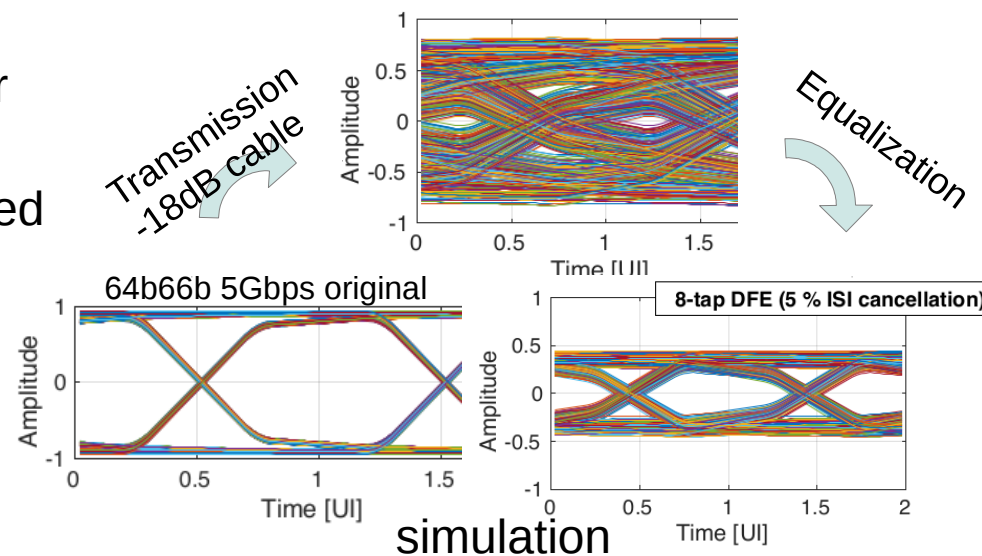 r
ed
Transmission
-18dB cable
1
0.5
0
-0.5
-1
Amplitude
0 0.5 1 1.5
Time [UI]
Equalization
64b66b 5Gbps original
1
0
-1
Amplitude
0 0.5 1 1.5
Time [UI]
8-tap DFE (5 % ISI cancellation)
1
0.5
0
-0.5
-1
Amplitude
0 0.5 1 1.5 2
Time [UI]
simulation